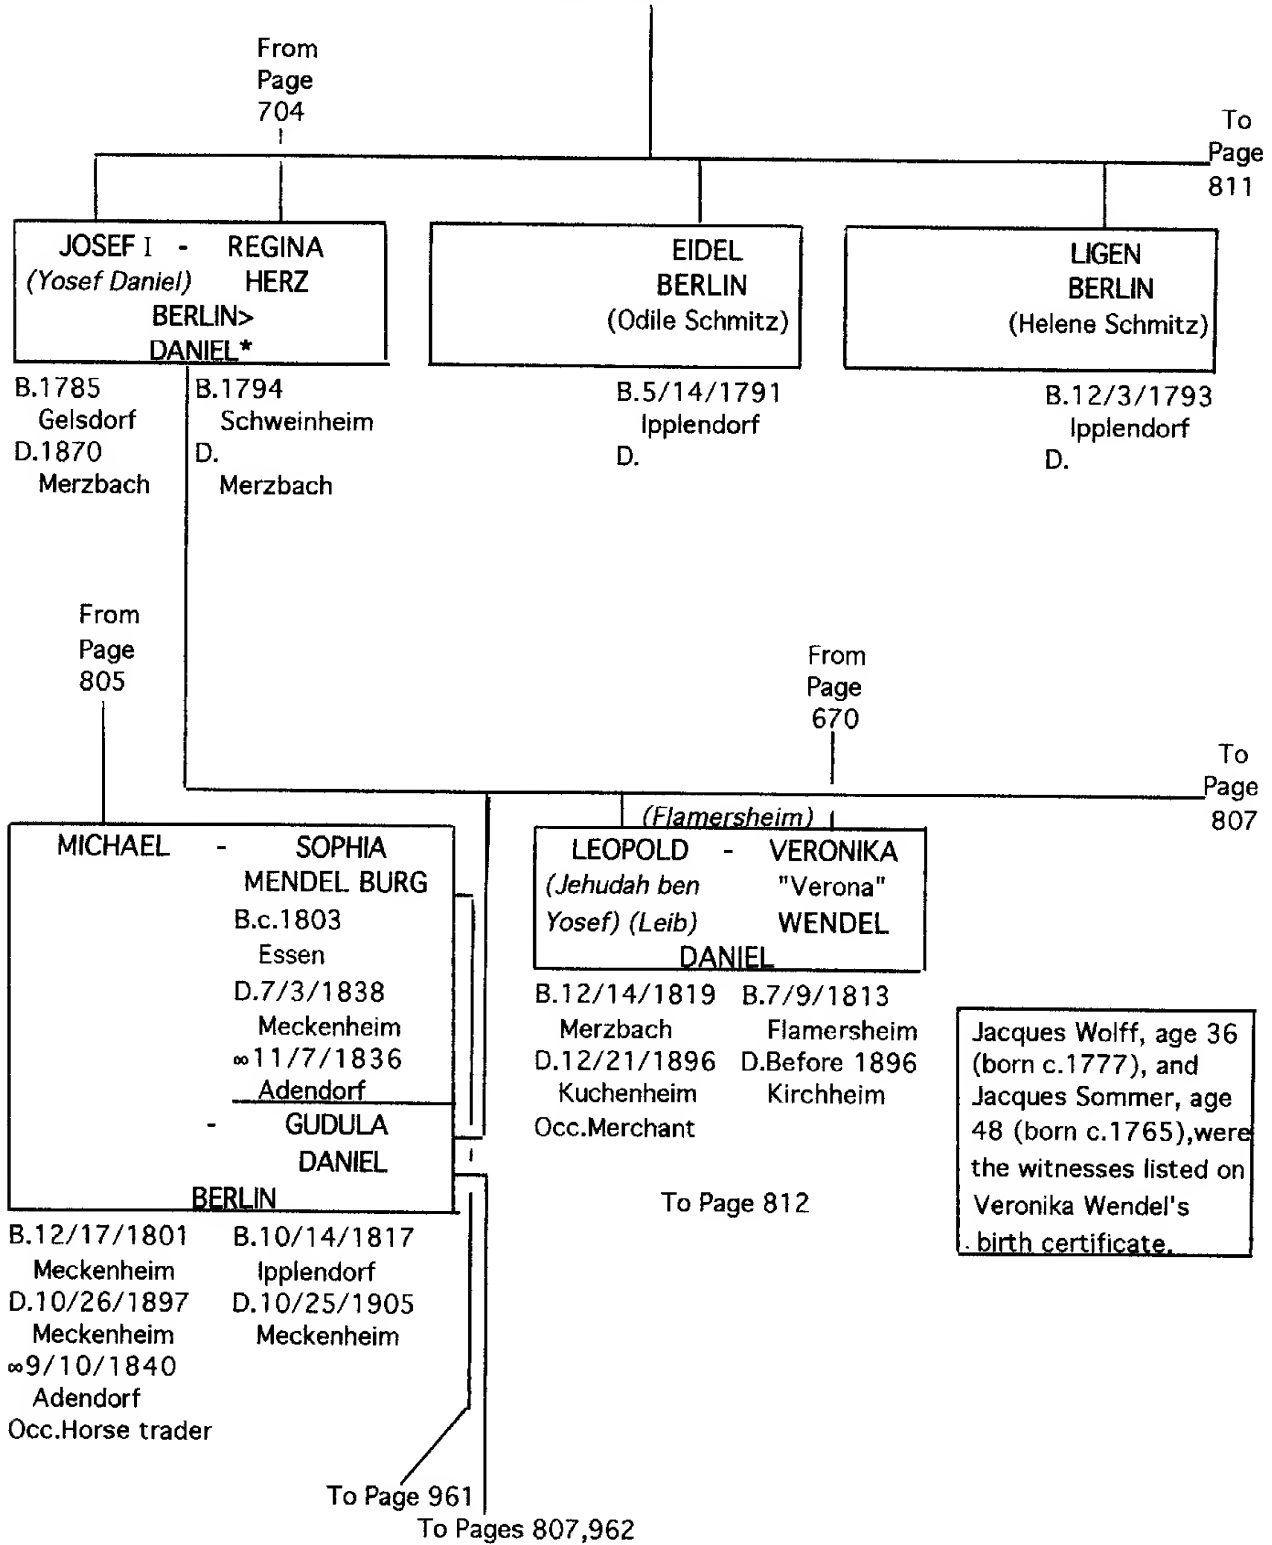 From
Page
704
To
Page
811
JOSEF I - REGINA
(Yosef Daniel) HERZ
BERLIN>
DANIEL*
B.1785 B.1794
Gelsdorf Schweinheim
D.1870 D.
Merzbach Merzbach
EIDEL
BERLIN
(Odile Schmitz)
B.5/14/1791
Ipplendorf
D.
LIGEN
BERLIN
(Helene Schmitz)
B.12/3/1793
Ipplendorf
D.
From
Page
805
From
Page
670
To
Page
807
MICHAEL - SOPHIA
MENDEL BURG
B.c.1803
Essen
D.7/3/1838
Meckenheim
∞11/7/1836
Adendorf
- GUDULA
DANIEL
BERLIN
B.12/17/1801 B.10/14/1817
Meckenheim Ipplendorf
D.10/26/1897 D.10/25/1905
Meckenheim Meckenheim
∞9/10/1840
Adendorf
Occ.Horse trader
(Flamersheim)
LEOPOLD - VERONIKA
(Jehudah ben "Verona"
Yosef) (Leib) WENDEL
DANIEL
B.12/14/1819 B.7/9/1813
Merzbach Flamersheim
D.12/21/1896 D.Before 1896
Kuchenheim Kirchheim
Occ.Merchant
To Page 812
Jacques Wolff, age 36
(born c.1777), and
Jacques Sommer, age
48 (born c.1765),were
the witnesses listed on
Veronika Wendel's
birth certificate.
To Page 961
To Pages 807,962